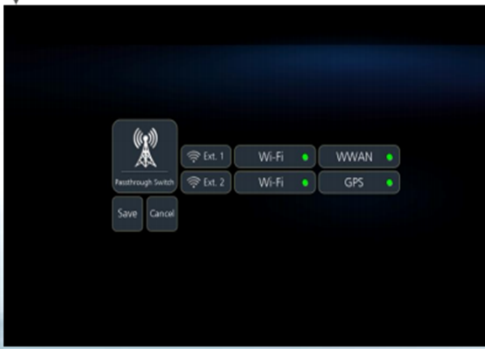 Ext. 1 Wi-Fi WWAN
Passthrough Switch Ext. 2 Wi-Fi GPS
Save Cancel